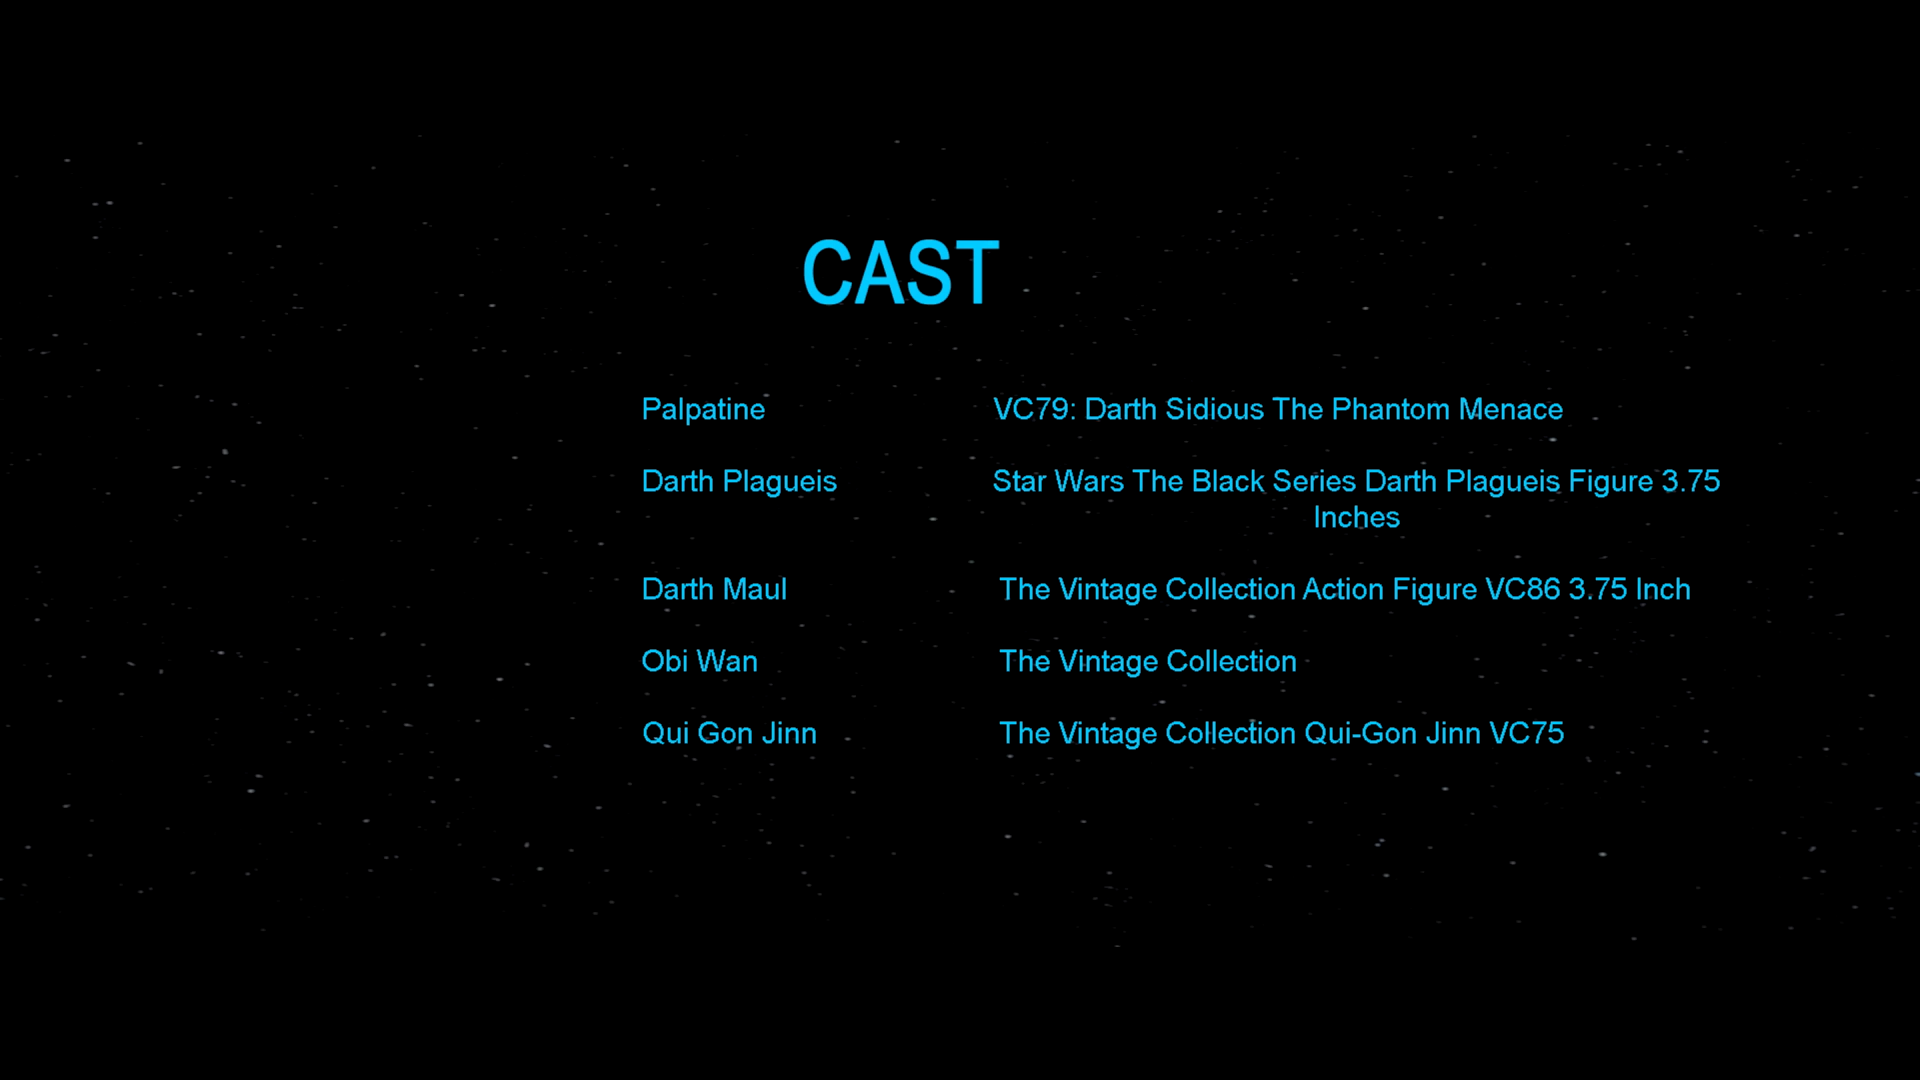 CAST
Palpatine VC79: Darth Sidious The Phantom Menace
Darth Plagueis Star Wars The Black Series Darth Plagueis Figure 3.75
Inches
Darth Maul The Vintage Collection Action Figure VC86 3.75 Inch
Obi Wan The Vintage Collection
Qui Gon Jinn The Vintage Collection Qui-Gon Jinn VC75